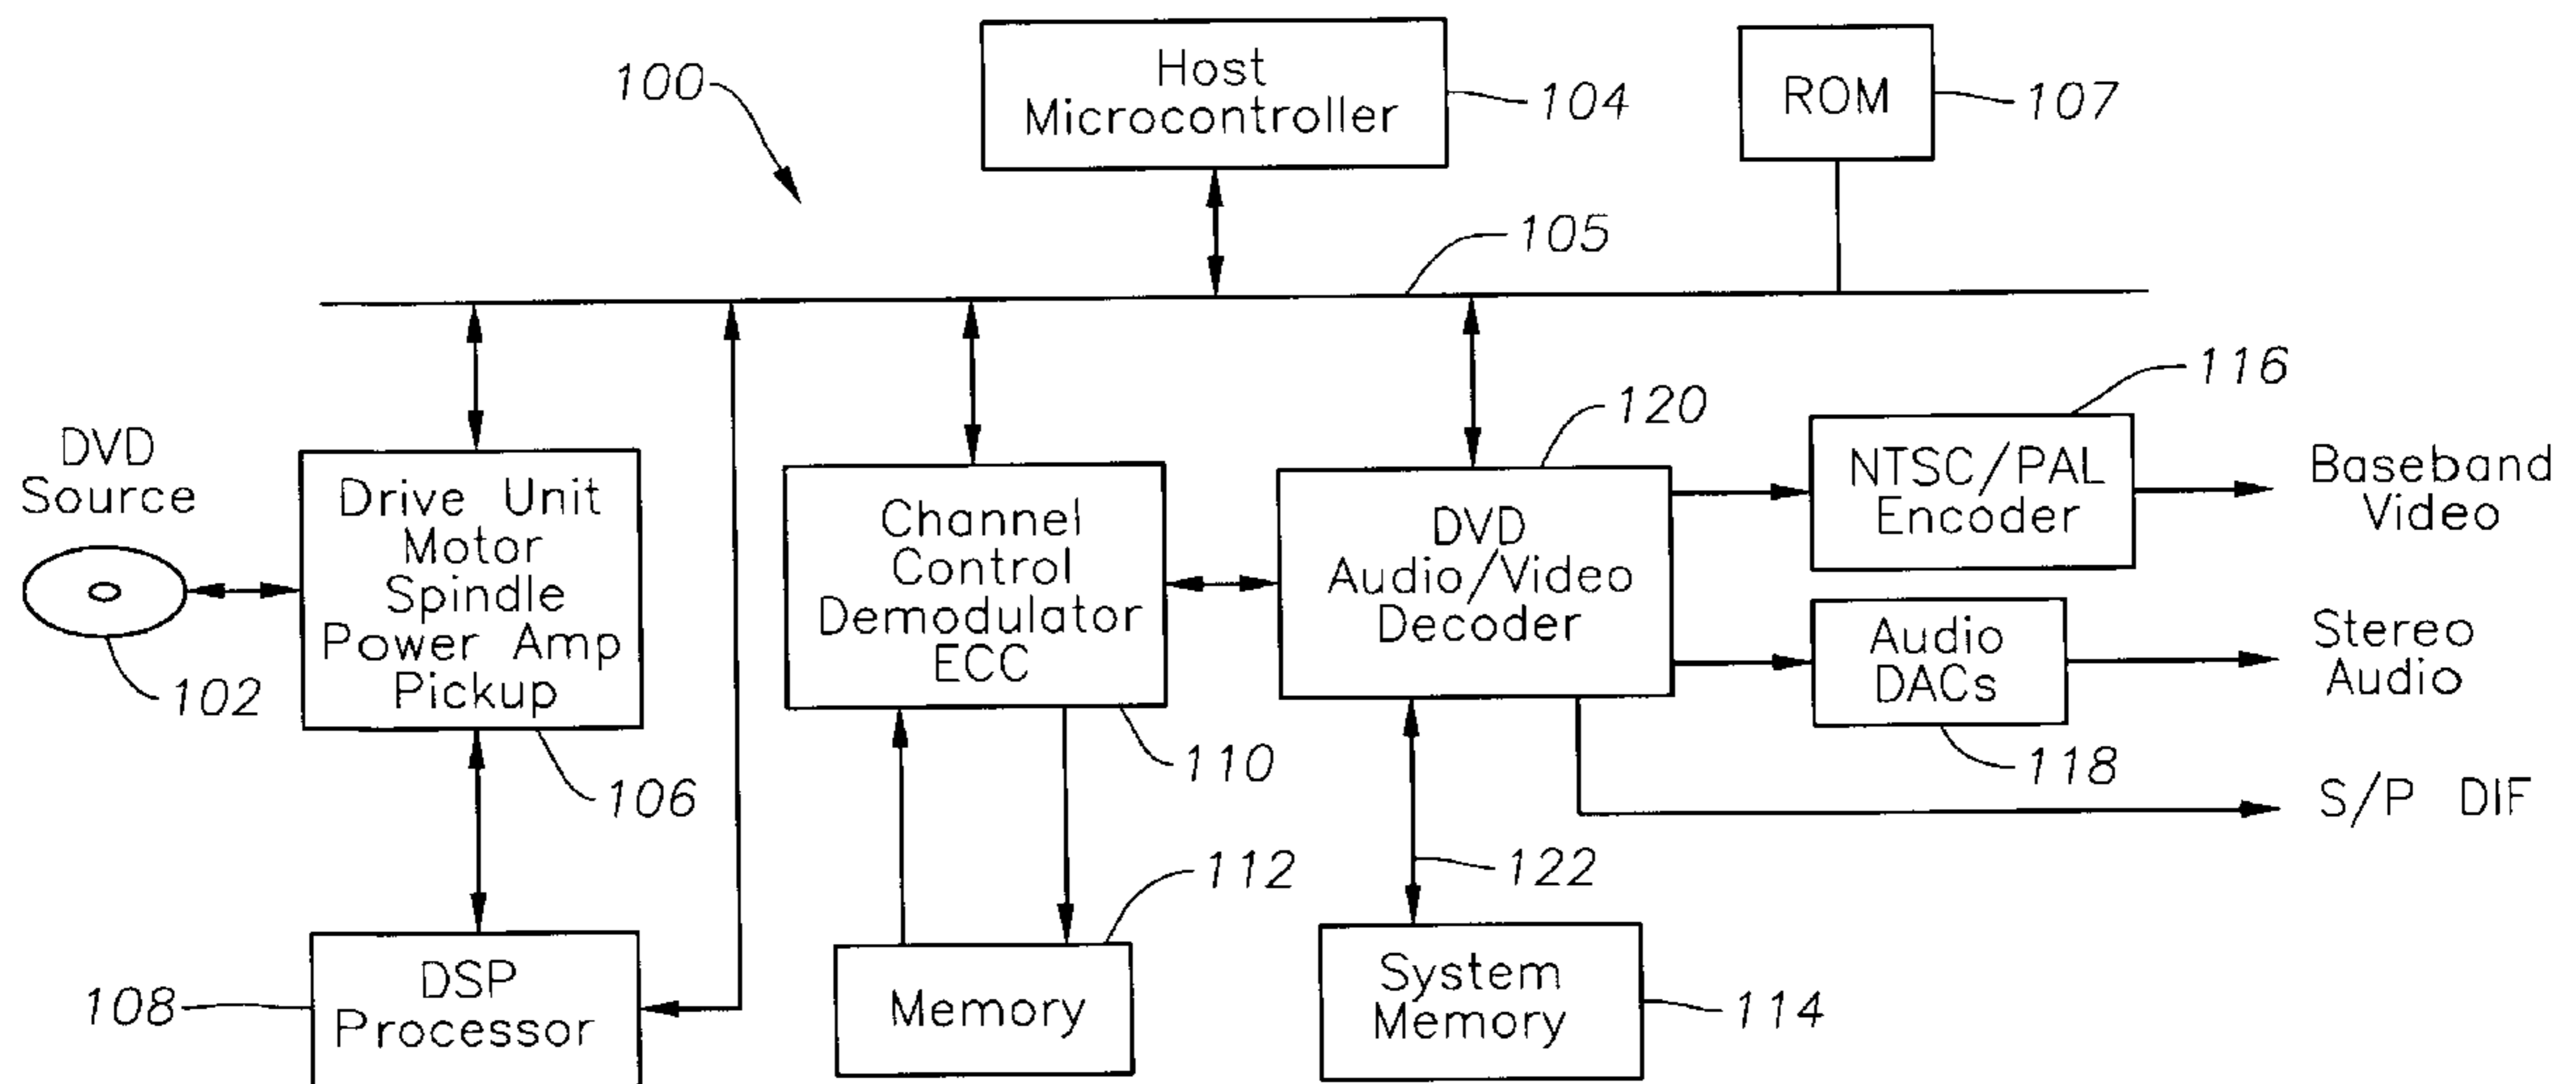 Host
Microcontroller
104
ROM
107
100
105
DVD
Source
102
Drive Unit
Motor
Spindle
Power Amp
Pickup
106
DSP
Processor
108
Channel
Control
Demodulator
ECC
110
Memory
112
DVD
Audio/Video
Decoder
120
122
System
Memory
114
NTSC/PAL
Encoder
116
Baseband
Video
Audio
DACs
118
Stereo
Audio
S/P DIF